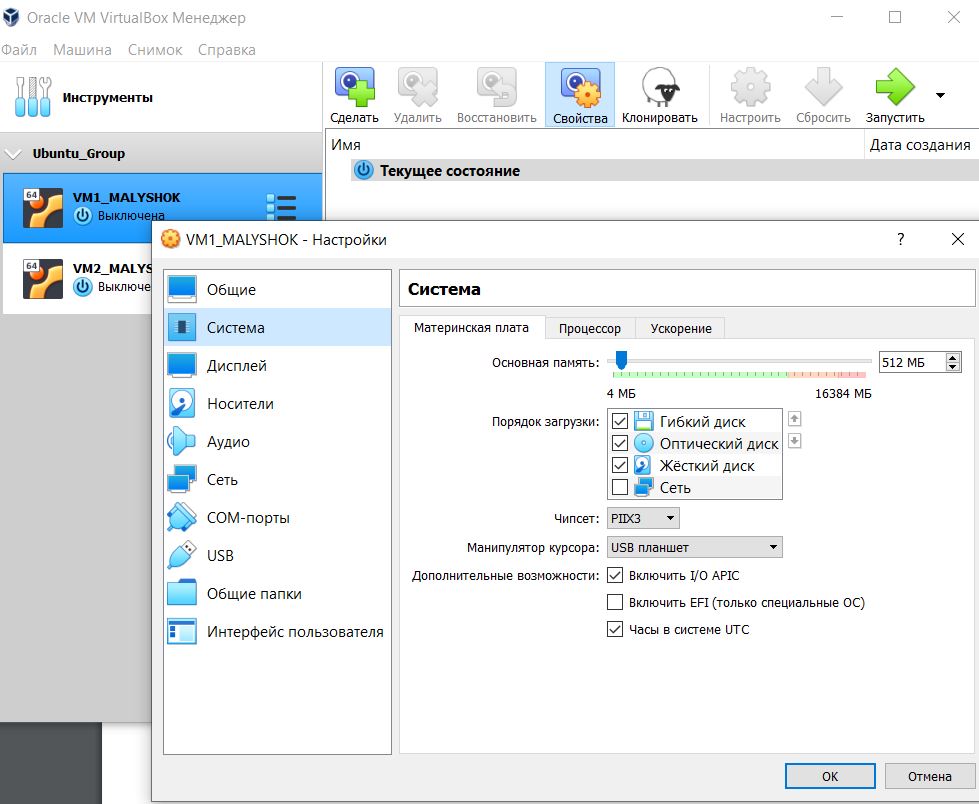 Oracle VM VirtualBox Менеджер
Файл Машина Снимок Справка
Инструменты
Сделать Удалить Восстановить Свойства Клонировать Настроить Сбросить Запустить
Имя Дата создания
Текущее состояние
Ubuntu_Group
64 VM1_MALYSHOK
Выключена
64 VM2_MALYS
Выключе
VM1_MALYSHOK - Настройки ?
Общие
Система
Дисплей
Носители
Аудио
Сеть
COM-порты
USB
Общие папки
Интерфейс пользователя
Система
Материнская плата Процессор Ускорение
Основная память: 512 МБ
4 МБ 16384 МБ
Порядок загрузки: Гибкий диск
Оптический диск
Жёсткий диск
Сеть
Чипсет: PIIX3
Манипулятор курсора: USB планшет
Дополнительные возможности: Включить I/O APIC
Включить EFI (только специальные ОС)
Часы в системе UTC
OK Отмена